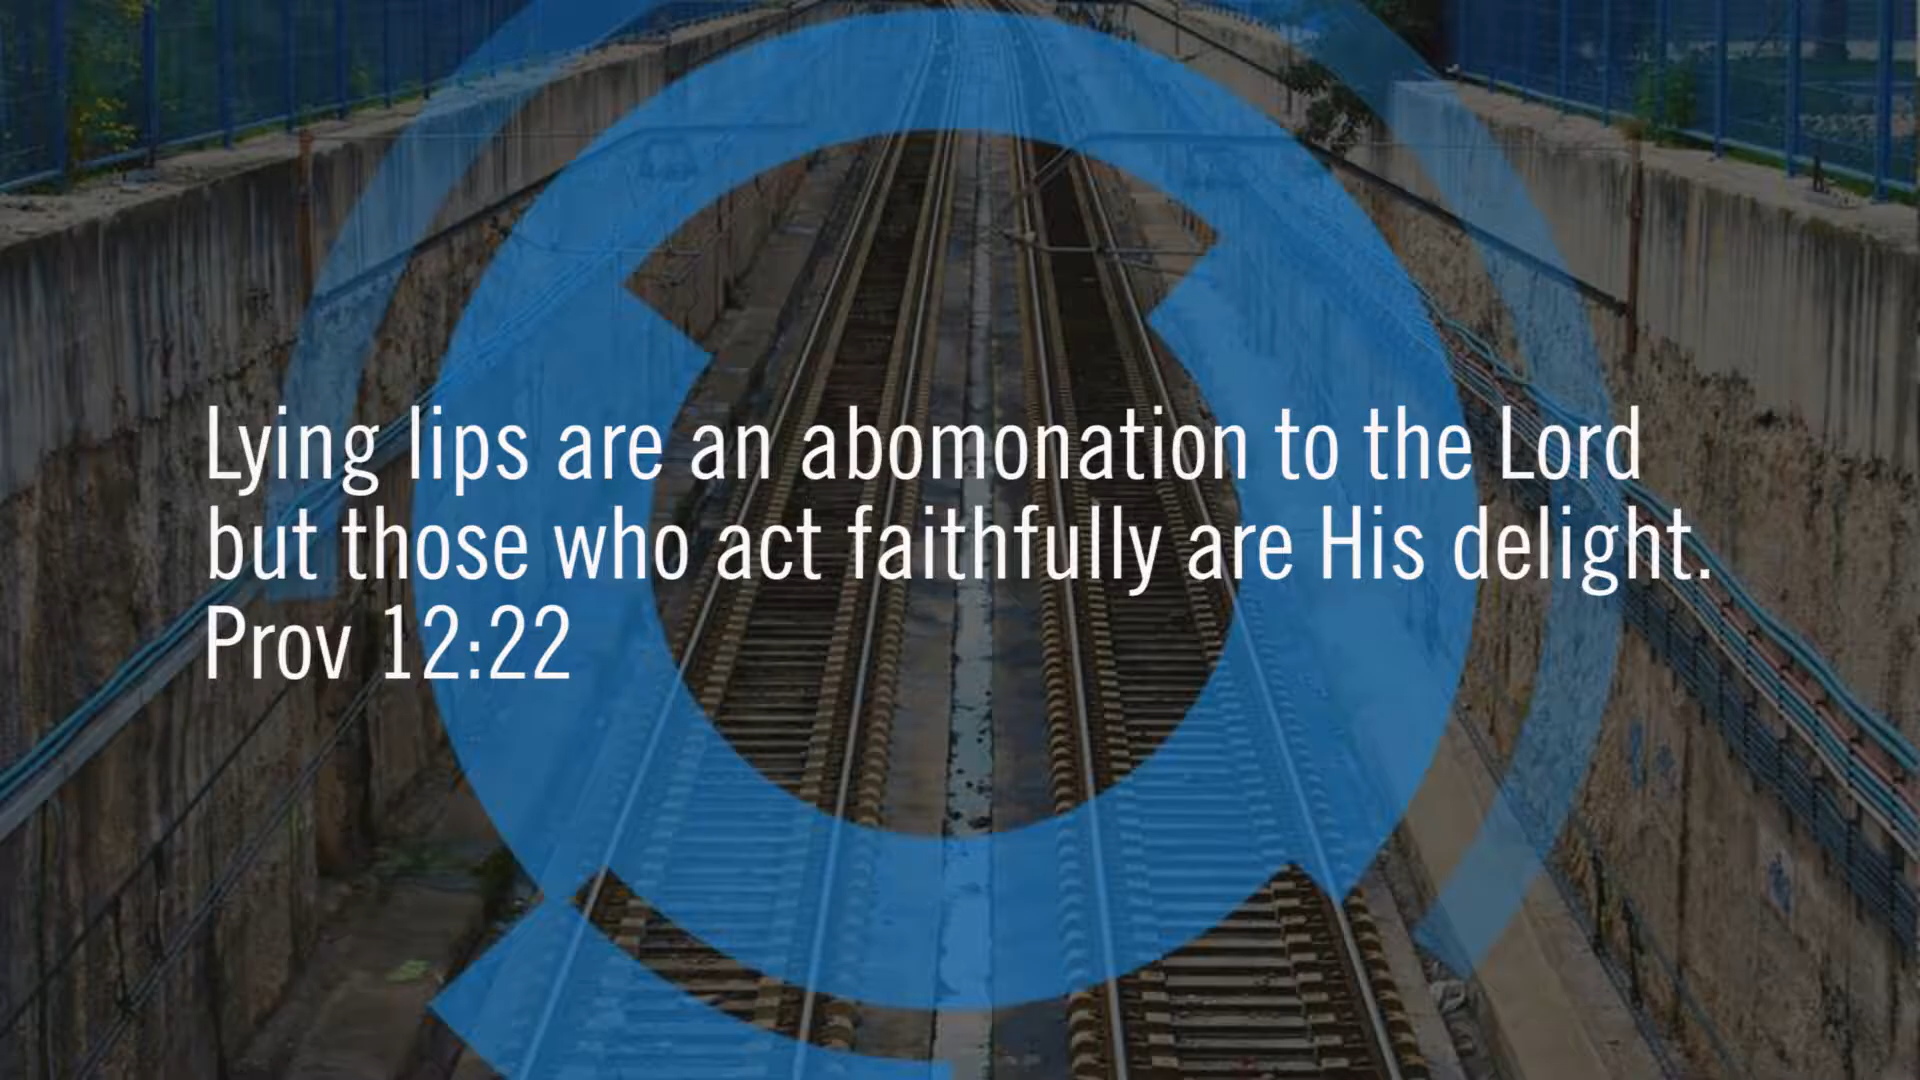 Lying lips are an abomonation to the Lord
but those who act faithfully are His delight.
Prov 12:22